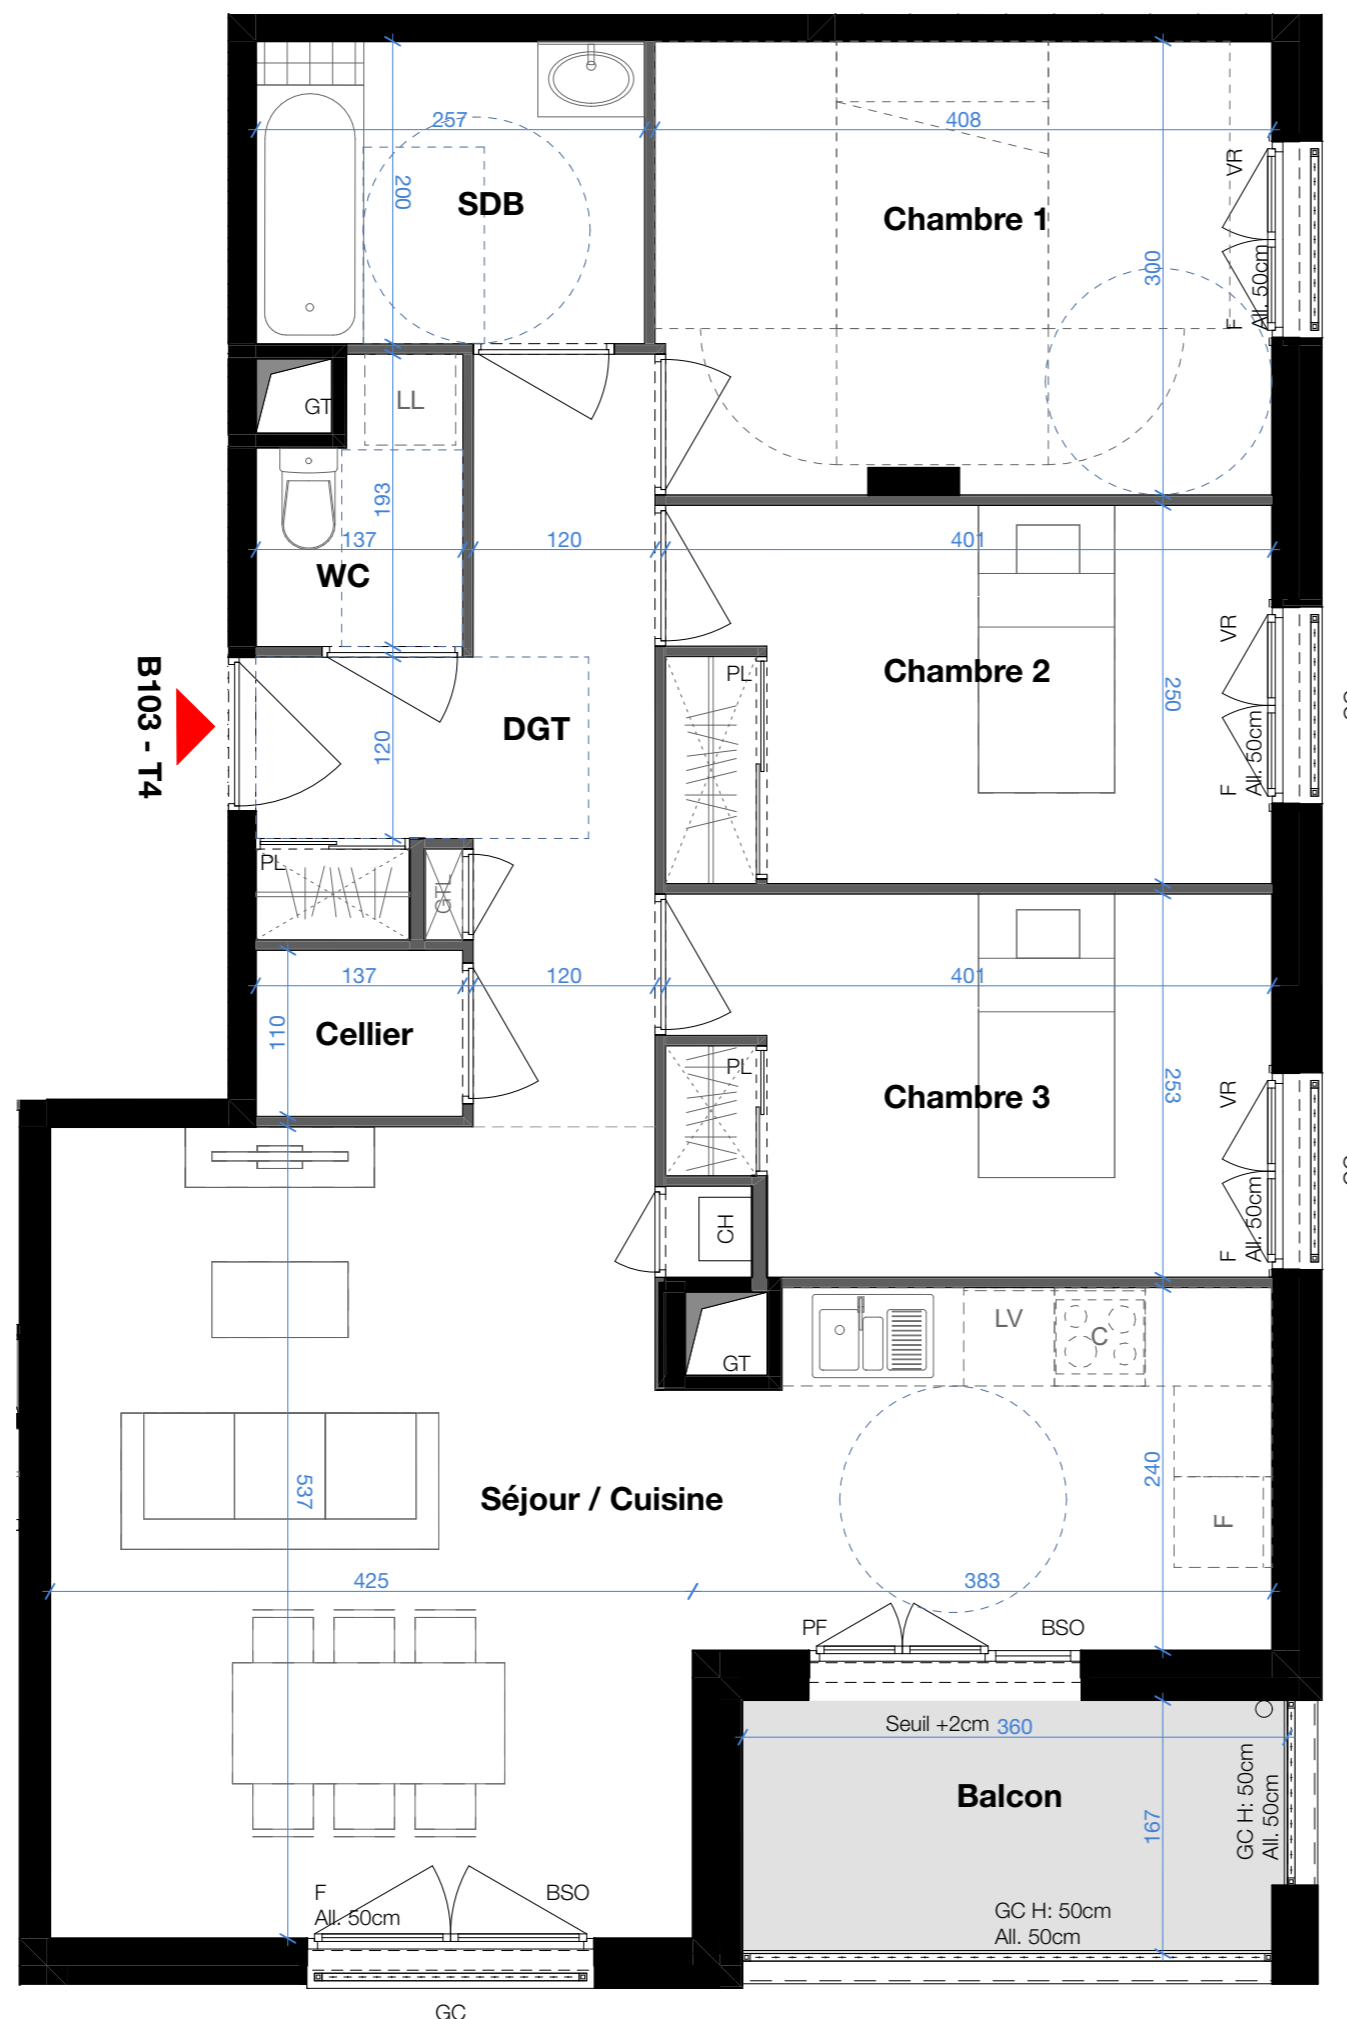 257
408
200
SDB
Chambre 1
300
VR
F
All. 50cm
GT
LL
193
137
WC
120
401
Chambre 2
PL
VR
250
F
All. 50cm
B103 - T4
DGT
120
PL
GTL
137
120
401
110
Cellier
PL
Chambre 3
253
VR
F
All. 50cm
CH
GT
LV
C
537
Séjour / Cuisine
240
F
425
383
PF
BSO
Seuil +2cm
360
Balcon
167
GC H: 50cm
All. 50cm
F
All. 50cm
BSO
GC H: 50cm
All. 50cm
GC